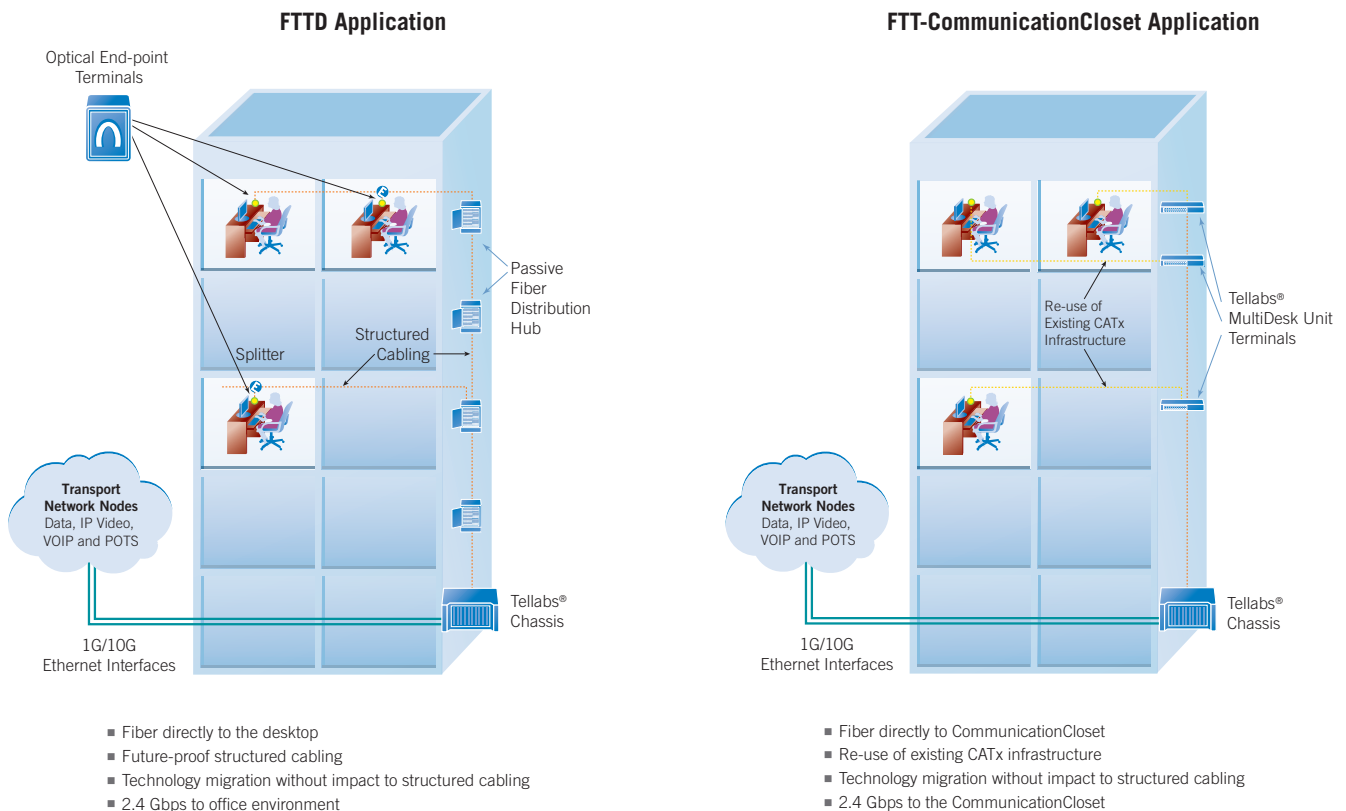 FTTD Application
Optical End-point
Terminals
Passive
Fiber
Distribution
Hub
Structured
Cabling
Splitter
Transport
Network Nodes
Data, IP Video,
VOIP and POTS
Tellabs®
Chassis
1G/10G
Ethernet Interfaces
■ Fiber directly to the desktop
■ Future-proof structured cabling
■ Technology migration without impact to structured cabling
■ 2.4 Gbps to office environment
FTT-CommunicationCloset Application
Re-use of
Existing CATx
Infrastructure
Tellabs®
MultiDesk Unit
Terminals
Transport
Network Nodes
Data, IP Video,
VOIP and POTS
Tellabs®
Chassis
1G/10G
Ethernet Interfaces
■ Fiber directly to CommunicationCloset
■ Re-use of existing CATx infrastructure
■ Technology migration without impact to structured cabling
■ 2.4 Gbps to the CommunicationCloset